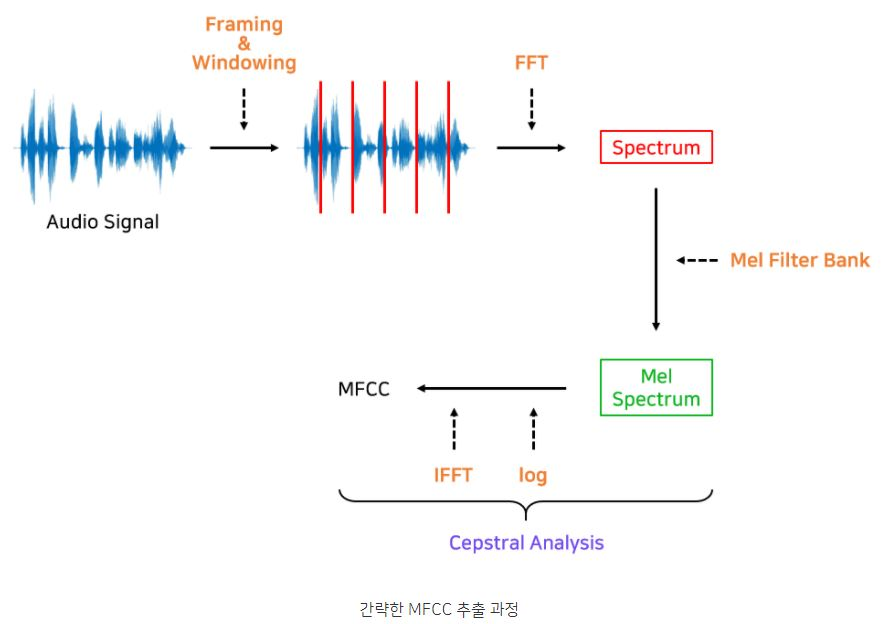 Framing
&
Windowing
FFT
Audio Signal
Spectrum
Mel Filter Bank
Mel
Spectrum
MFCC
IFFT
log
Cepstral Analysis
간략한 MFCC 추출 과정